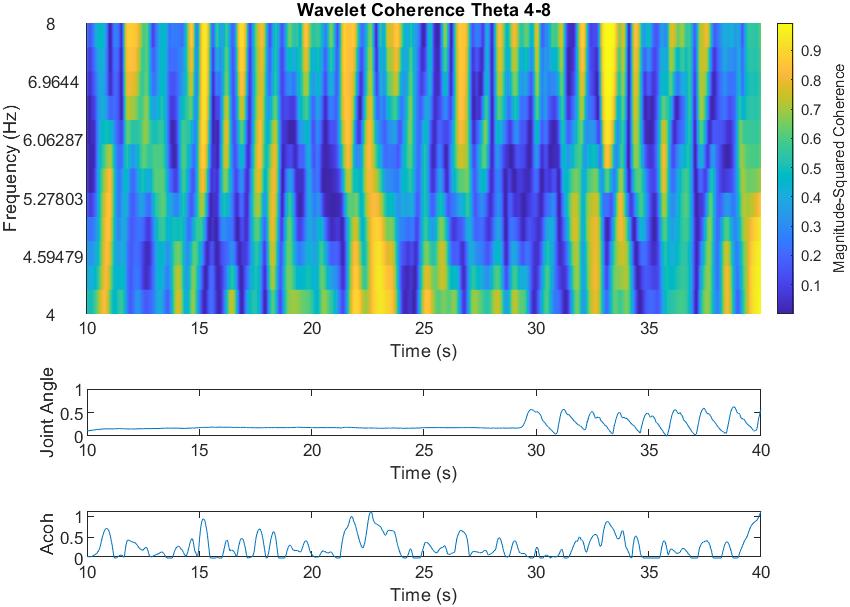 Wavelet Coherence Theta 4-8
Frequency (Hz)
8
6.9644
6.06287
5.27803
4.59479
4
10 15 20 25 30 35
Time (s)
0.9
0.8
0.7
0.6
0.5
0.4
0.3
0.2
0.1
Magnitude-Squared Coherence
Joint Angle
1
0.5
0
10 15 20 25 30 35 40
Time (s)
Acoh
1
0.5
0
10 15 20 25 30 35 40
Time (s)